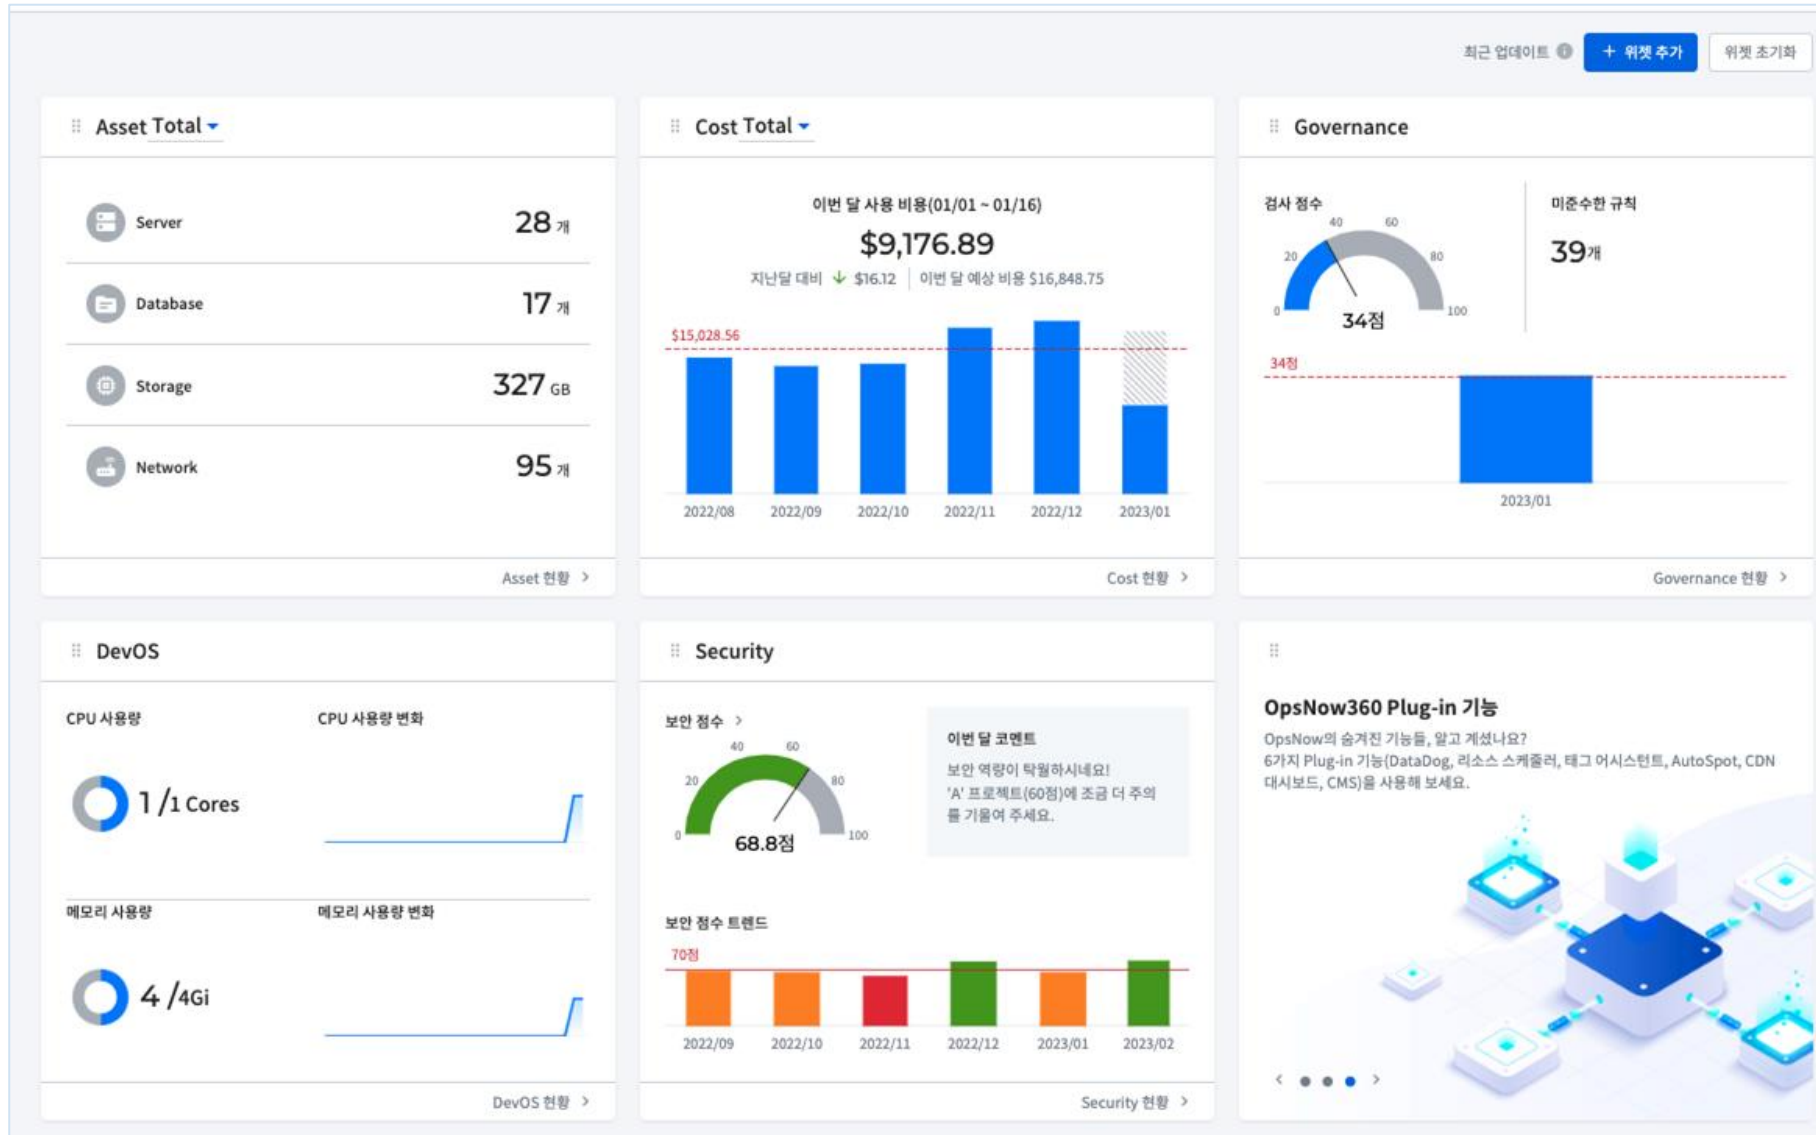 최근 업데이트
+ 위젯 추가
위젯 초기화
Asset Total
Server
28 개
Database
17 개
Storage
327 GB
Network
95 개
Asset 현황 >
Cost Total
이번 달 사용 비용(01/01 ~ 01/16)
$9,176.89
지난달 대비 ↓ $16.12 | 이번 달 예상 비용 $16,848.75
$15,028.56
2022/08 2022/09 2022/10 2022/11 2022/12 2023/01
Cost 현황 >
Governance
검사 점수
0 20 40 60 80 100
34점
미준수한 규칙
39개
34점
2023/01
Governance 현황 >
DevOS
CPU 사용량
CPU 사용량 변화
1 /1 Cores
메모리 사용량
메모리 사용량 변화
4 /4Gi
DevOS 현황 >
Security
보안 점수 >
0 20 40 60 80 100
68.8점
이번 달 코멘트
보안 역량이 탁월하시네요!
'A' 프로젝트(60점)에 조금 더 주의
를 기울여 주세요.
보안 점수 트렌드
70점
2022/09 2022/10 2022/11 2022/12 2023/01 2023/02
Security 현황 >
OpsNow360 Plug-in 기능
OpsNow의 숨겨진 기능들, 알고 계셨나요?
6가지 Plug-in 기능(DataDog, 리소스 스케줄러, 태그 어시스턴트, AutoSpot, CDN
대시보드, CMS)을 사용해 보세요.